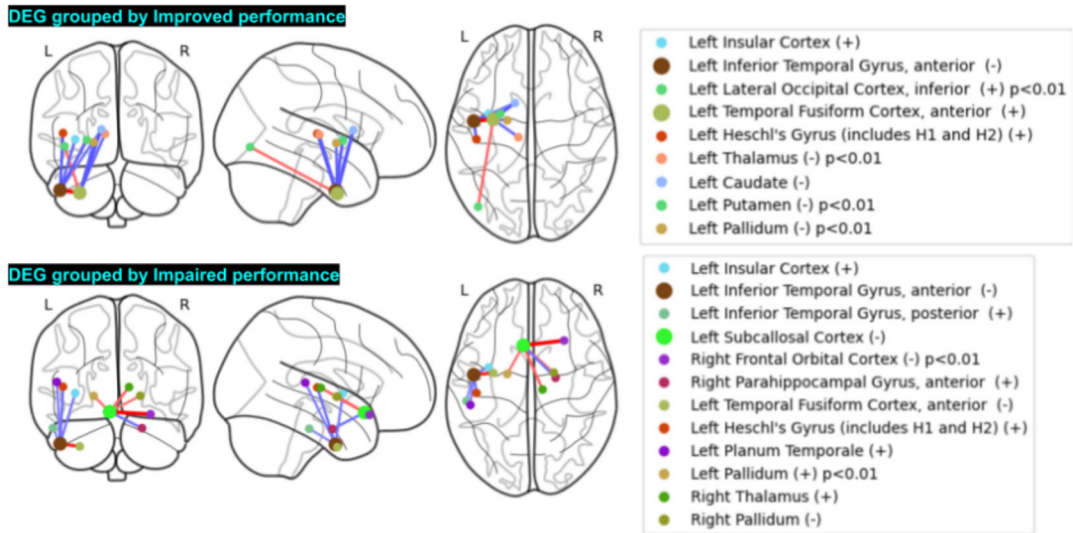 DEG grouped by Improved performance
L R L R
Left Insular Cortex (+)
Left Inferior Temporal Gyrus, anterior (-)
Left Lateral Occipital Cortex, inferior (+) p<0.01
Left Temporal Fusiform Cortex, anterior (+)
Left Heschl's Gyrus (includes H1 and H2) (+)
Left Thalamus (-) p<0.01
Left Caudate (-)
Left Putamen (-) p<0.01
Left Pallidum (-) p<0.01
DEG grouped by Impaired performance
L R L R
Left Insular Cortex (+)
Left Inferior Temporal Gyrus, anterior (-)
Left Inferior Temporal Gyrus, posterior (+)
Left Subcallosal Cortex (-)
Right Frontal Orbital Cortex (-) p<0.01
Right Parahippocampal Gyrus, anterior (+)
Left Temporal Fusiform Cortex, anterior (-)
Left Heschl's Gyrus (includes H1 and H2) (+)
Left Planum Temporale (+)
Left Pallidum (+) p<0.01
Right Thalamus (+)
Right Pallidum (-)